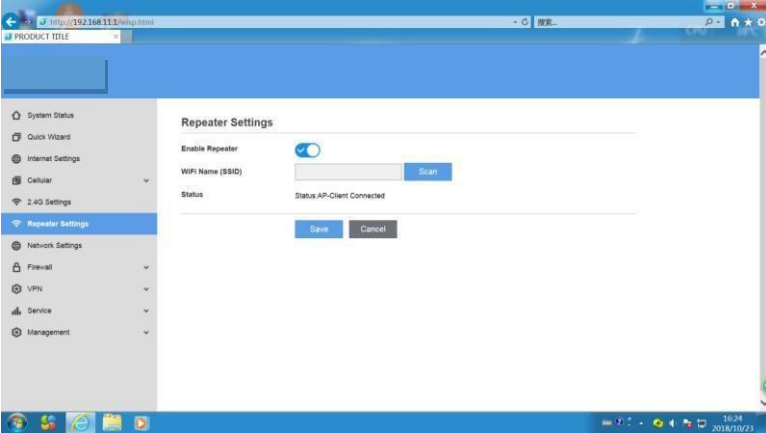 http://192.168.11.1/wisp.html
搜索...
PRODUCT TITLE
System Status
Quick Wizard
Internet Settings
Cellular
2.4G Settings
Repeater Settings
Network Settings
Firewall
VPN
Service
Management
Repeater Settings
Enable Repeater
WiFi Name (SSID)
Scan
Status
Status:AP-Client Connected
Save
Cancel
16:24
2018/10/23